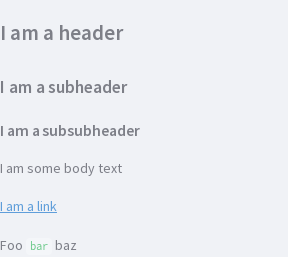 I am a header
I am a subheader
I am a subsubheader
I am some body text
I am a link
Foo bar baz